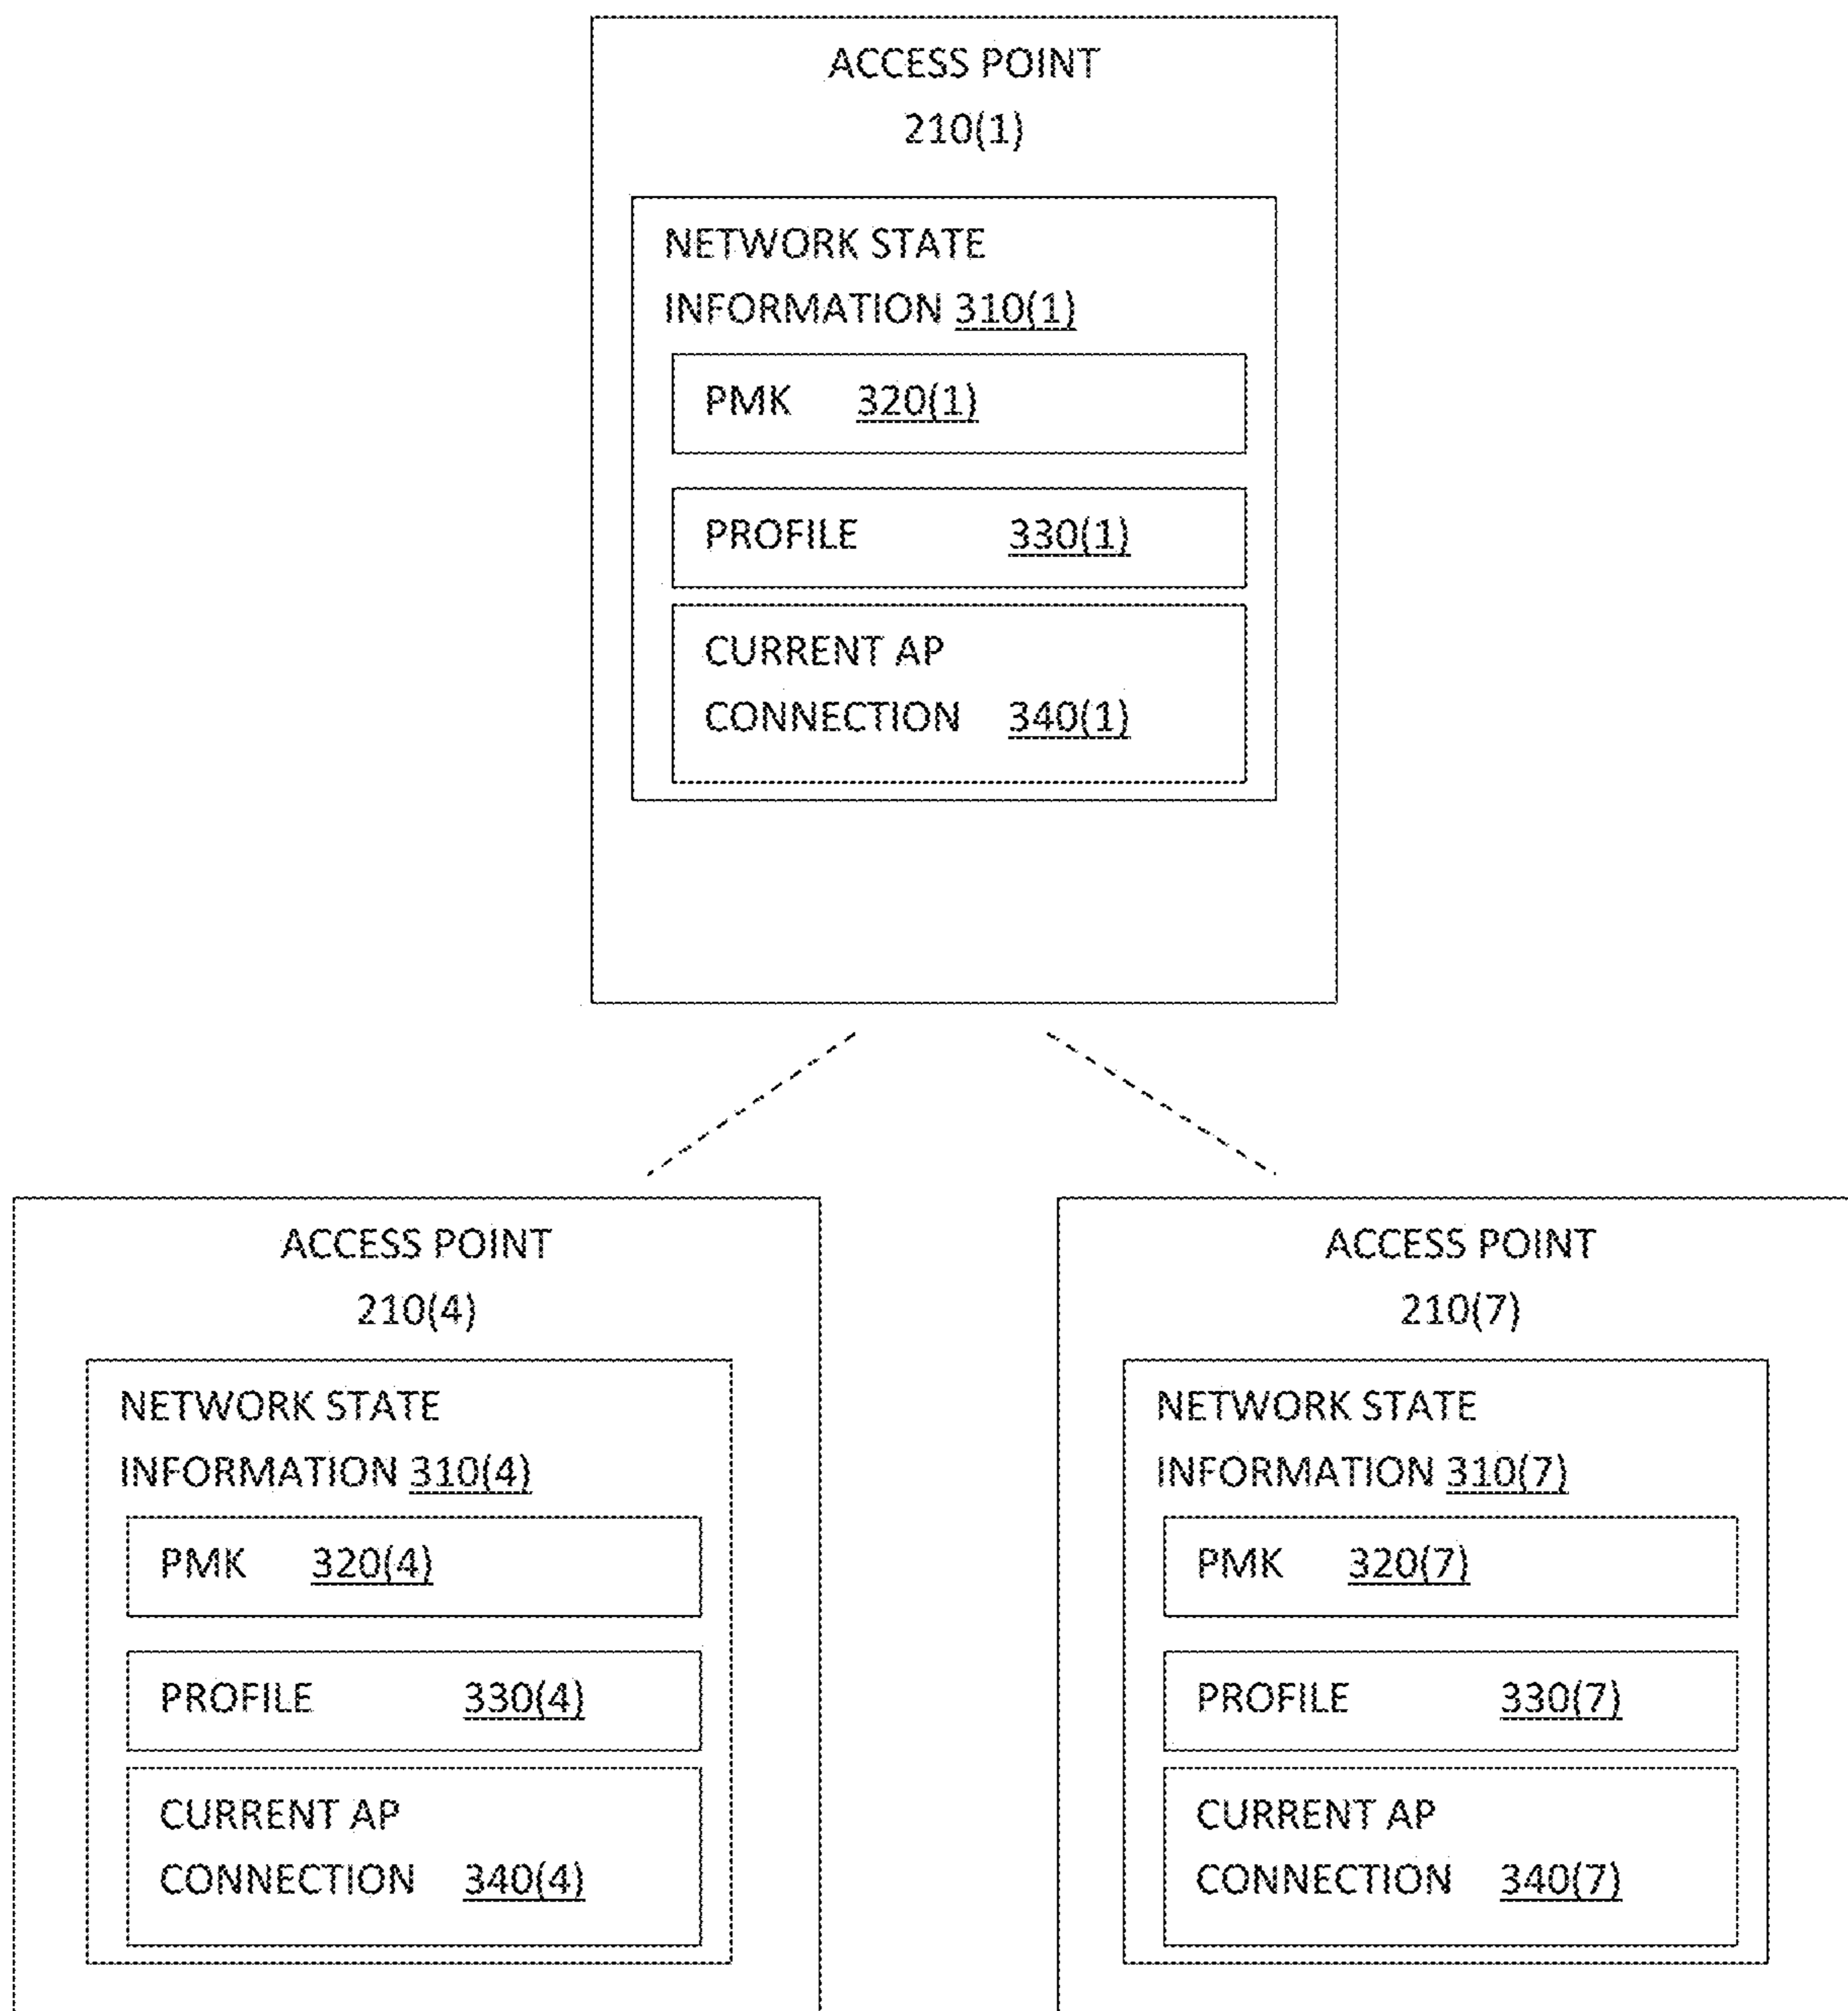 ACCESS POINT
210(1)
NETWORK STATE
INFORMATION 310(1)
PMK 320(1)
PROFILE 330(1)
CURRENT AP
CONNECTION 340(1)
ACCESS POINT
210(4)
NETWORK STATE
INFORMATION 310(4)
PMK 320(4)
PROFILE 330(4)
CURRENT AP
CONNECTION 340(4)
ACCESS POINT
210(7)
NETWORK STATE
INFORMATION 310(7)
PMK 320(7)
PROFILE 330(7)
CURRENT AP
CONNECTION 340(7)